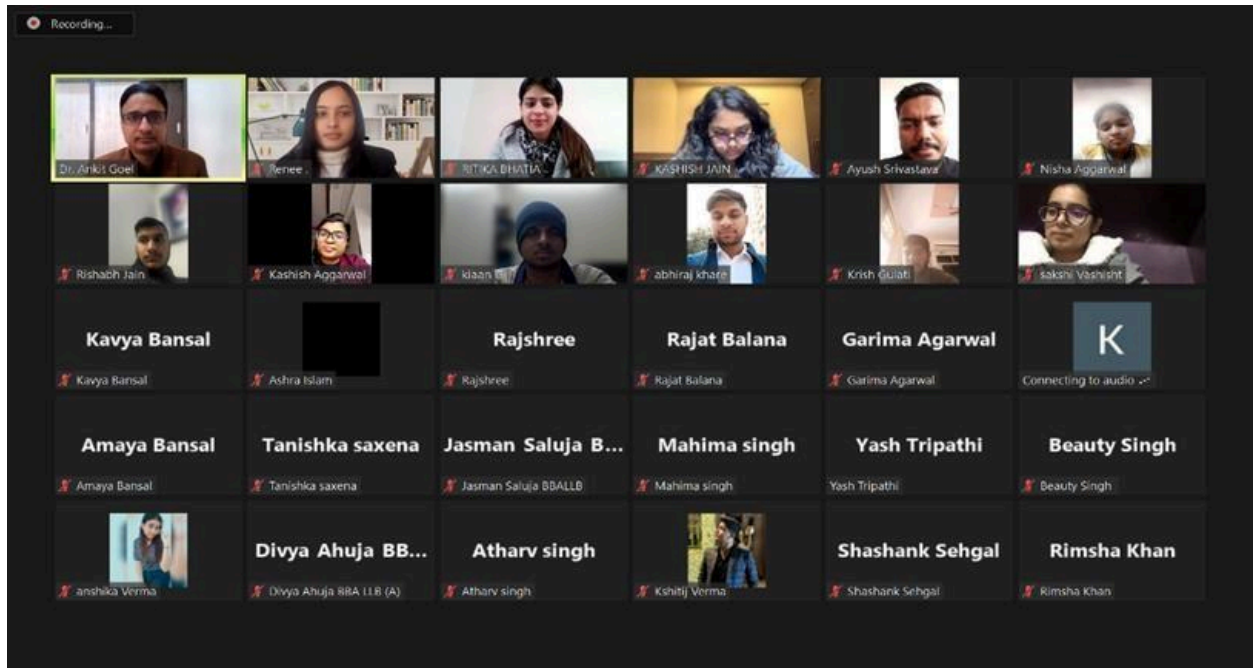 Recording...
Dr. Ankit Goel
Renee .
RITIKA BHATIA
KASHISH JAIN
Ayush Srivastava
Nisha Aggarwal
Rishabh Jain
Kashish Aggarwal
kiaan
abhiraj khare
Krish Gulati
sakshi Vashisht
Kavya Bansal
Kavya Bansal
Ashra Islam
Rajshree
Rajshree
Rajat Balana
Rajat Balana
Garima Agarwal
Garima Agarwal
K
Connecting to audio
Amaya Bansal
Amaya Bansal
Tanishka saxena
Tanishka saxena
Jasman Saluja B...
Jasman Saluja BBALLB
Mahima singh
Mahima singh
Yash Tripathi
Yash Tripathi
Beauty Singh
Beauty Singh
anshika Verma
Divya Ahuja BB...
Divya Ahuja BBA LLB (A)
Atharv singh
Atharv singh
Kshitij Verma
Shashank Sehgal
Shashank Sehgal
Rimsha Khan
Rimsha Khan